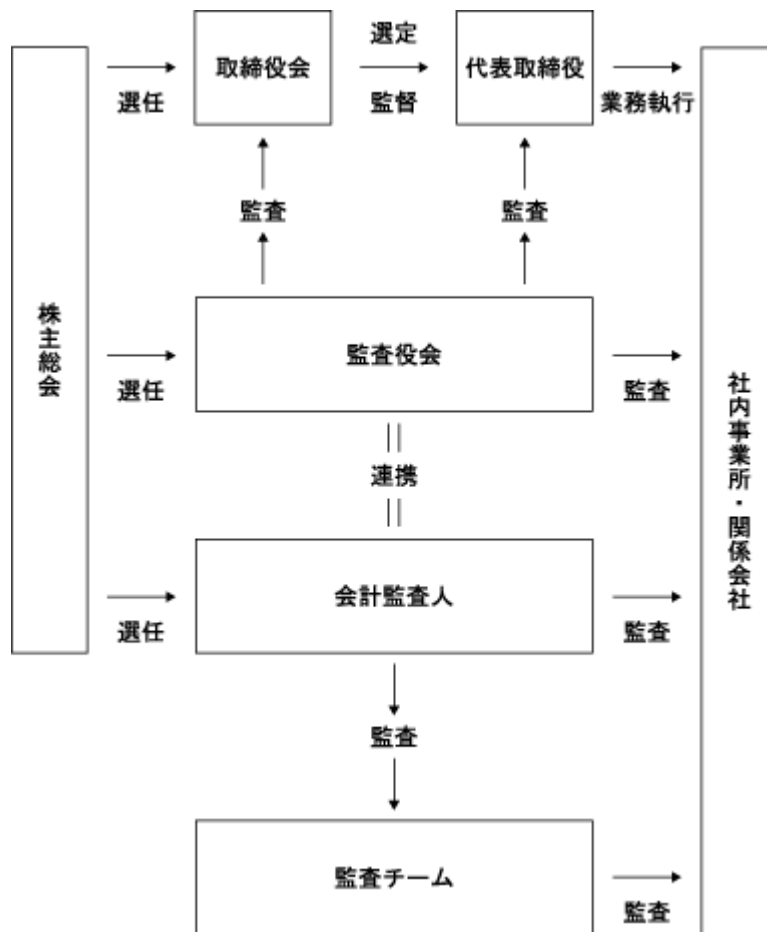 選定
取締役会
代表取締役
選任
監督
業務執行
監査
監査
株主総会
監査役会
選任
監査
社内事業所・関係会社
連携
会計監査人
選任
監査
監査
監査チーム
監査